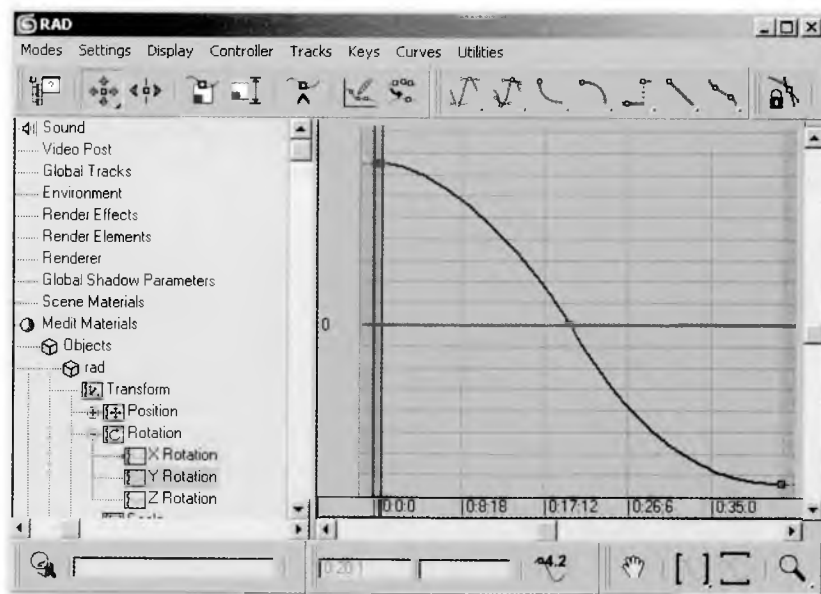 RAD
Modes Settings Display Controller Tracks Keys Curves Utilities
Sound
Video Post
Global Tracks
Environment
Render Effects
Render Elements
Renderer
Global Shadow Parameters
Scene Materials
Medit Materials
Objects
rad
Transform
Position
Rotation
X Rotation
Y Rotation
Z Rotation
0
0:0:0 0:8:18 0:17:12 0:26:6 0:35:0
4.2